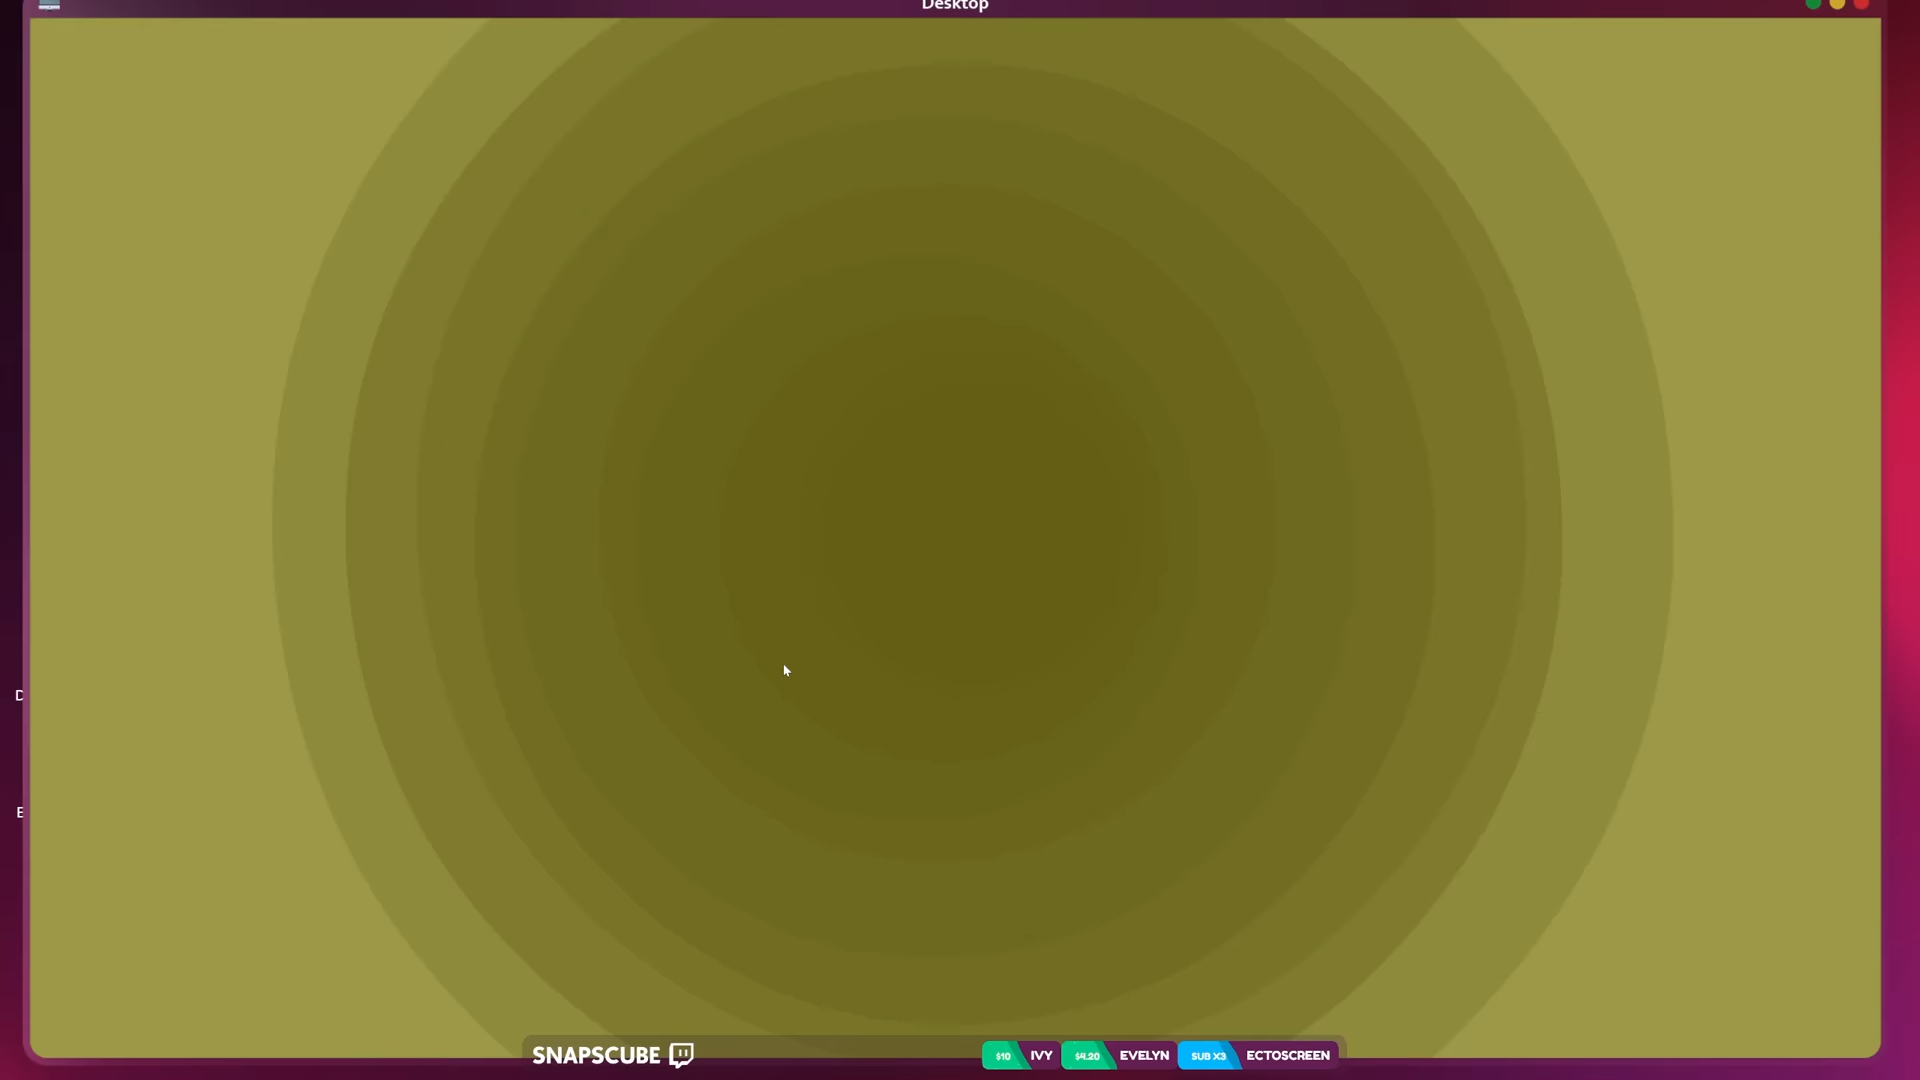 Desktop
D
E
SNAPSCUBE
$10 IVY $4.20 EVELYN SUB X3 ECTOSCREEN